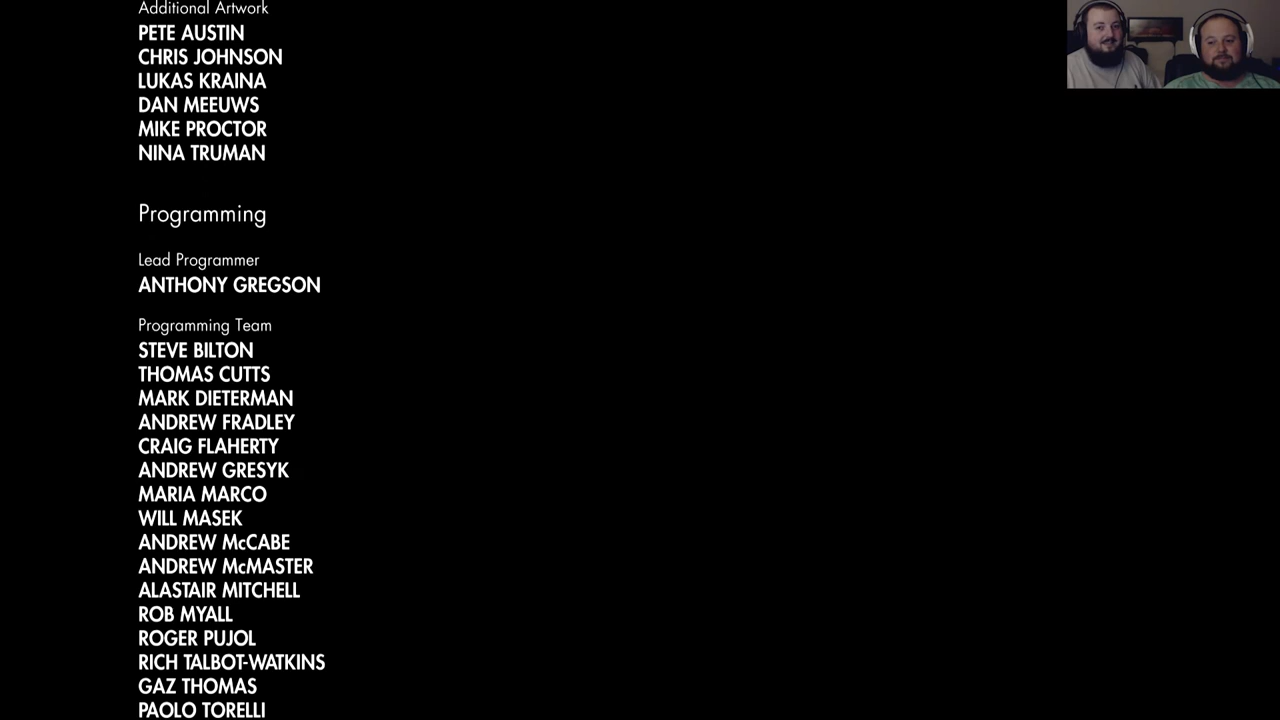 Additional Artwork
PETE AUSTIN
CHRIS JOHNSON
LUKAS KRAINA
DAN MEEUWS
MIKE PROCTOR
NINA TRUMAN
Programming
Lead Programmer
ANTHONY GREGSON
Programming Team
STEVE BILTON
THOMAS CUTTS
MARK DIETERMAN
ANDREW FRADLEY
CRAIG FLAHERTY
ANDREW GRESYK
MARIA MARCO
WILL MASEK
ANDREW McCABE
ANDREW McMASTER
ALASTAIR MITCHELL
ROB MYALL
ROGER PUJOL
RICH TALBOT-WATKINS
GAZ THOMAS
PAOLO TORELLI